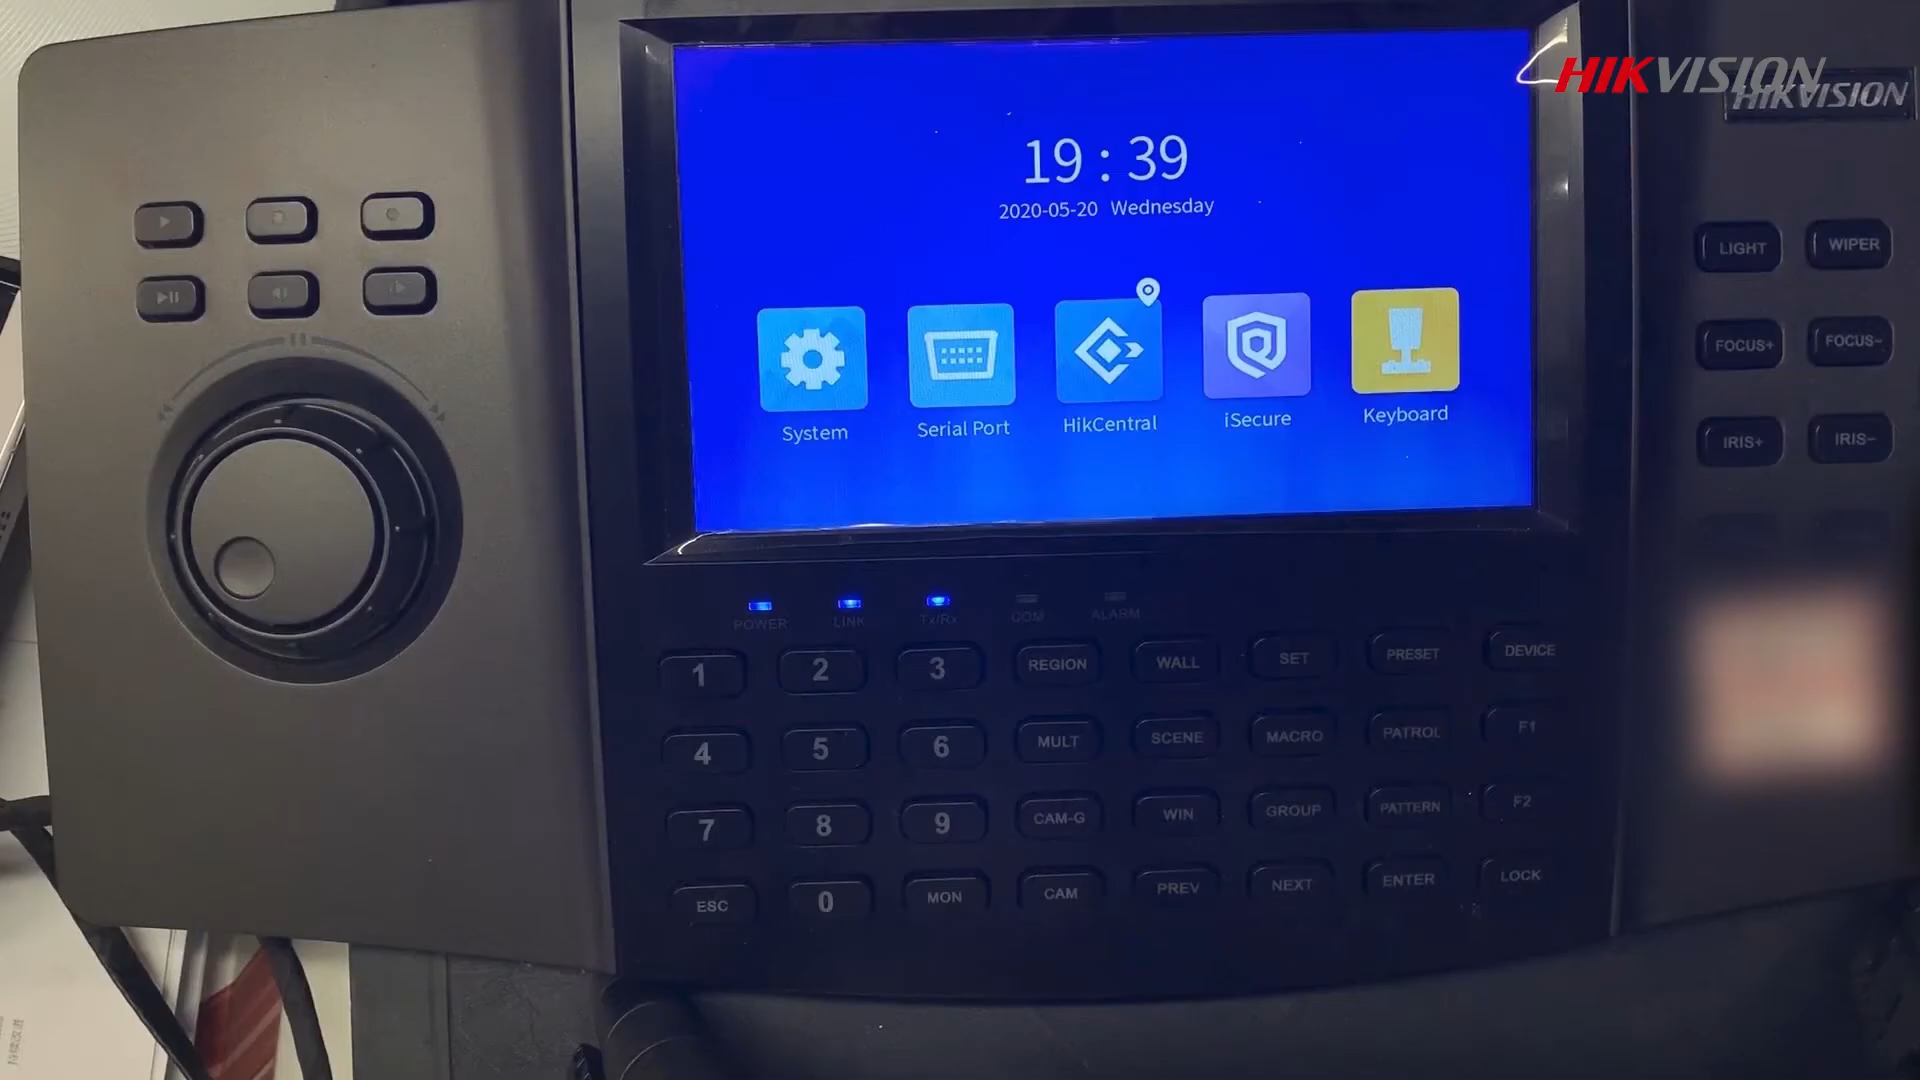 HIKVISION
HIKVISION
19 : 39
2020-05-20 Wednesday
System
Serial Port
HikCentral
iSecure
Keyboard
LIGHT
WIPER
FOCUS+
FOCUS-
IRIS+
IRIS-
POWER
LINK
Tx/Rx
COM
ALARM
1 2 3 REGION WALL SET PRESET DEVICE
4 5 6 MULT SCENE MACRO PATROL F1
7 8 9 CAM-G WIN GROUP PATTERN F2
ESC 0 MON CAM PREV NEXT ENTER LOCK